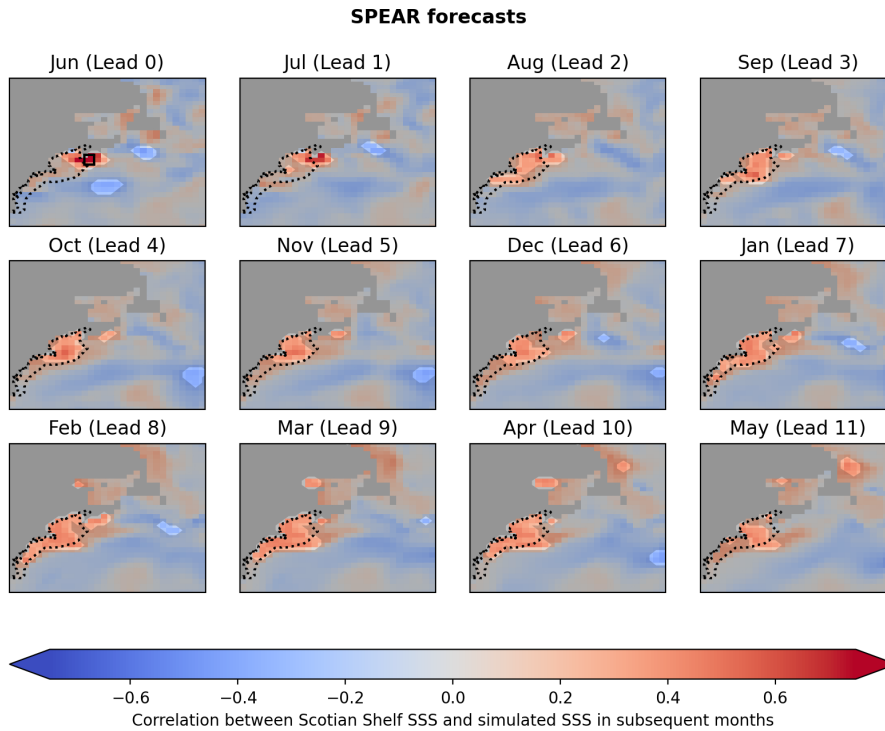 SPEAR forecasts
Jun (Lead 0)
Jul (Lead 1)
Aug (Lead 2)
Sep (Lead 3)
Oct (Lead 4)
Nov (Lead 5)
Dec (Lead 6)
Jan (Lead 7)
Feb (Lead 8)
Mar (Lead 9)
Apr (Lead 10)
May (Lead 11)
−0.6 −0.4 −0.2 0.0 0.2 0.4 0.6
Correlation between Scotian Shelf SSS and simulated SSS in subsequent months